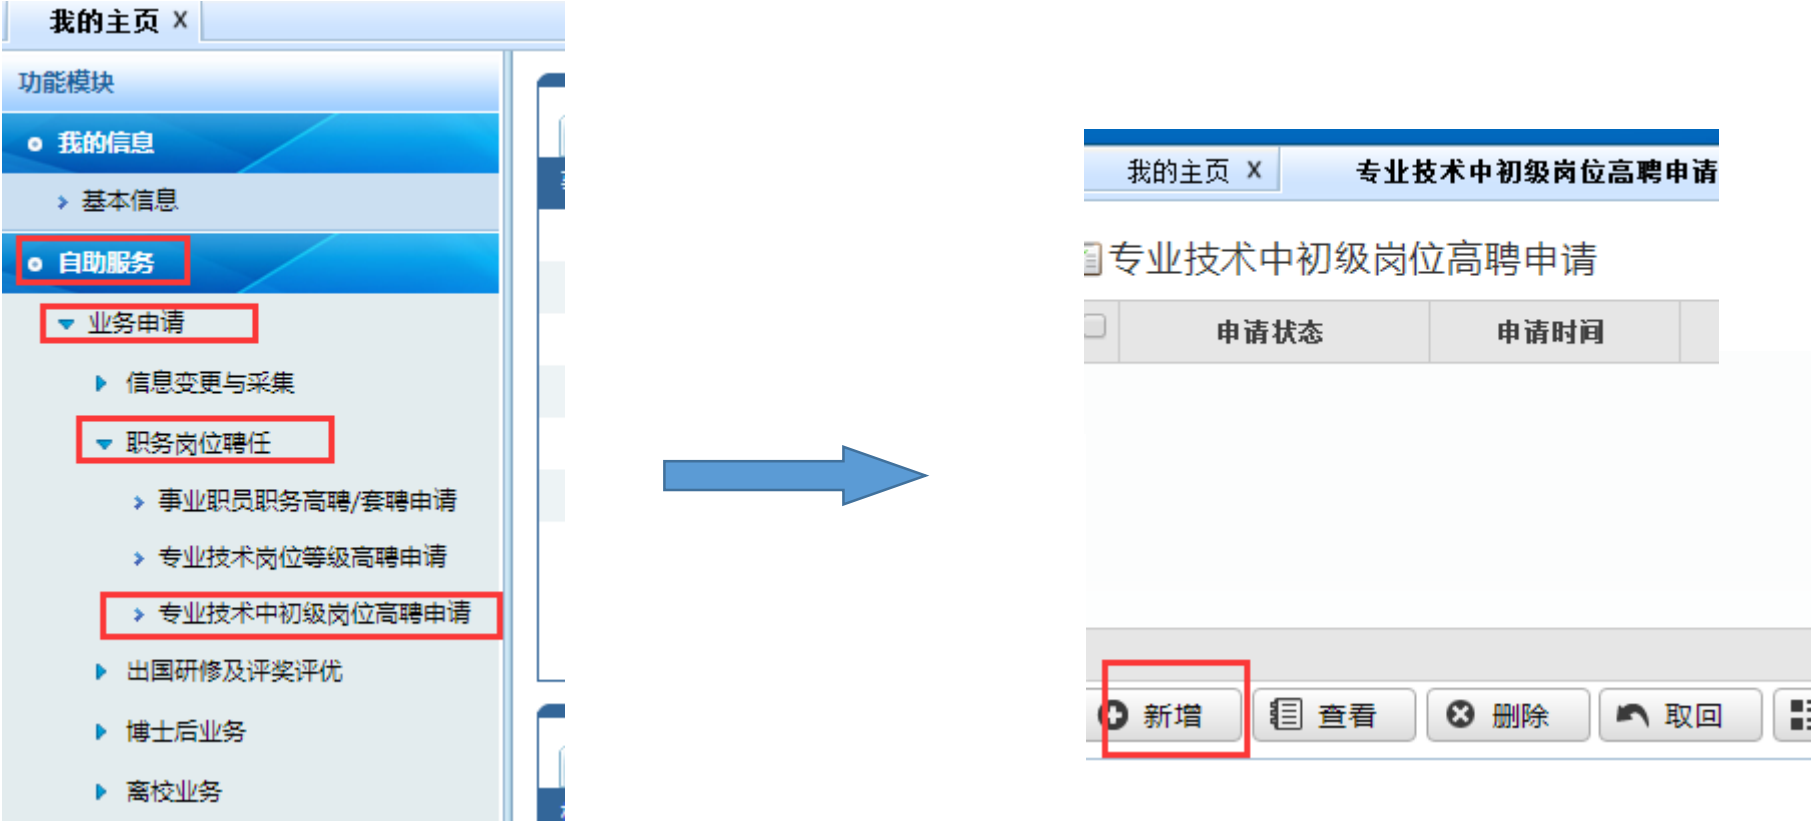 我的主页 X
功能模块
我的信息
基本信息
自助服务
业务申请
信息变更与采集
职务岗位聘任
事业职员职务高聘/套聘申请
专业技术岗位等级高聘申请
专业技术中初级岗位高聘申请
出国研修及评奖评优
博士后业务
离校业务
我的主页 X 专业技术中初级岗位高聘申请
专业技术中初级岗位高聘申请
申请状态 申请时间
新增 查看 删除 取回